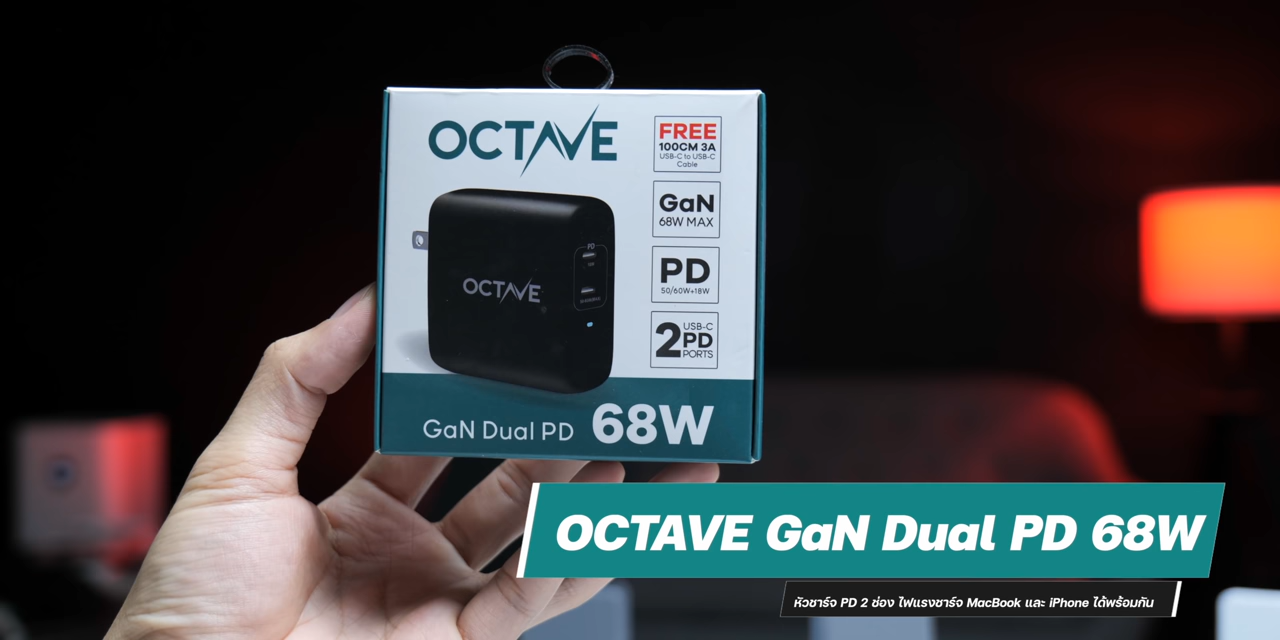 OCTAVE
FREE
100CM 3A
USB-C to USB-C
Cable
GaN
68W MAX
PD
50/60W+18W
2 USB-C
PD
PORTS
PD
OCTAVE
GaN Dual PD 68W
OCTAVE GaN Dual PD 68W
หัวชาร์จ PD 2 ช่อง ไฟแรงชาร์จ MacBook และ iPhone ได้พร้อมกัน